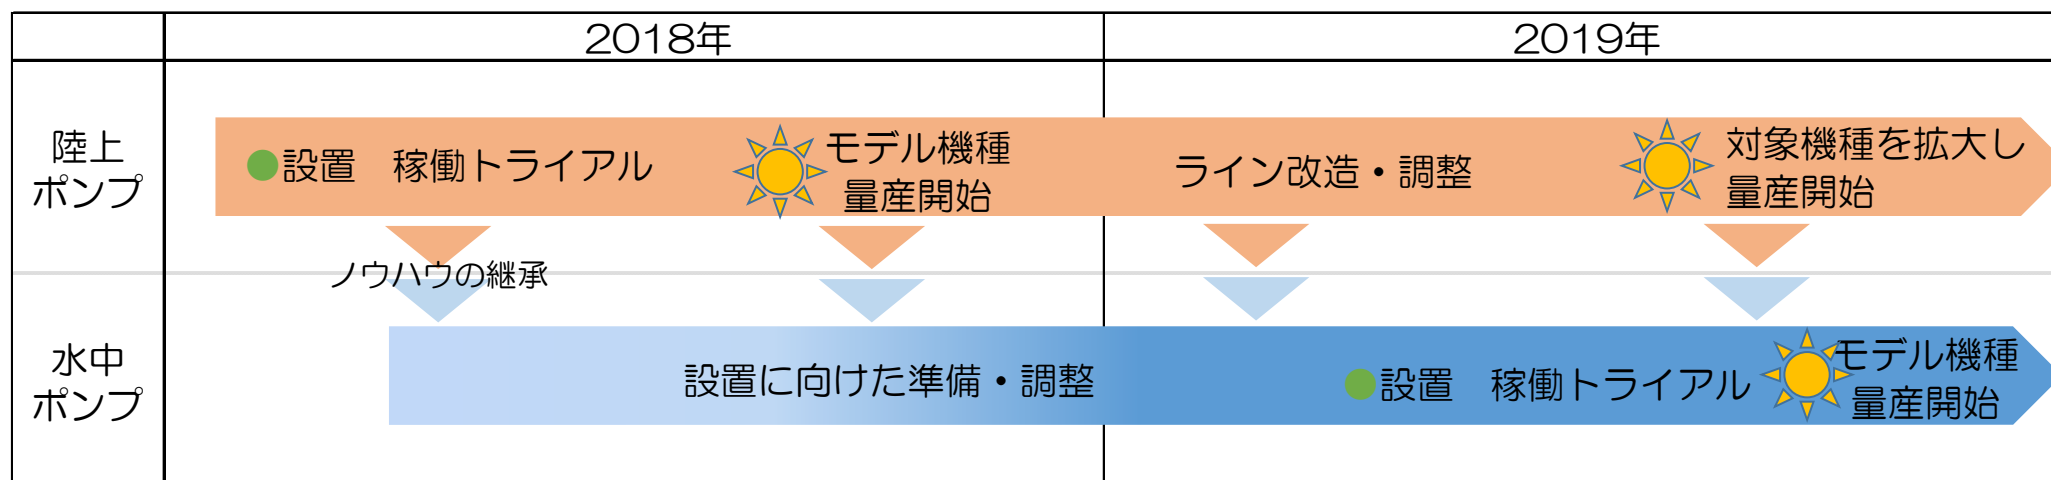 2018年
2019年
陸上
ポンプ
設置　稼働トライアル
モデル機種
量産開始
ライン改造・調整
対象機種を拡大し
量産開始
ノウハウの継承
水中
ポンプ
設置に向けた準備・調整
設置　稼働トライアル
モデル機種
量産開始